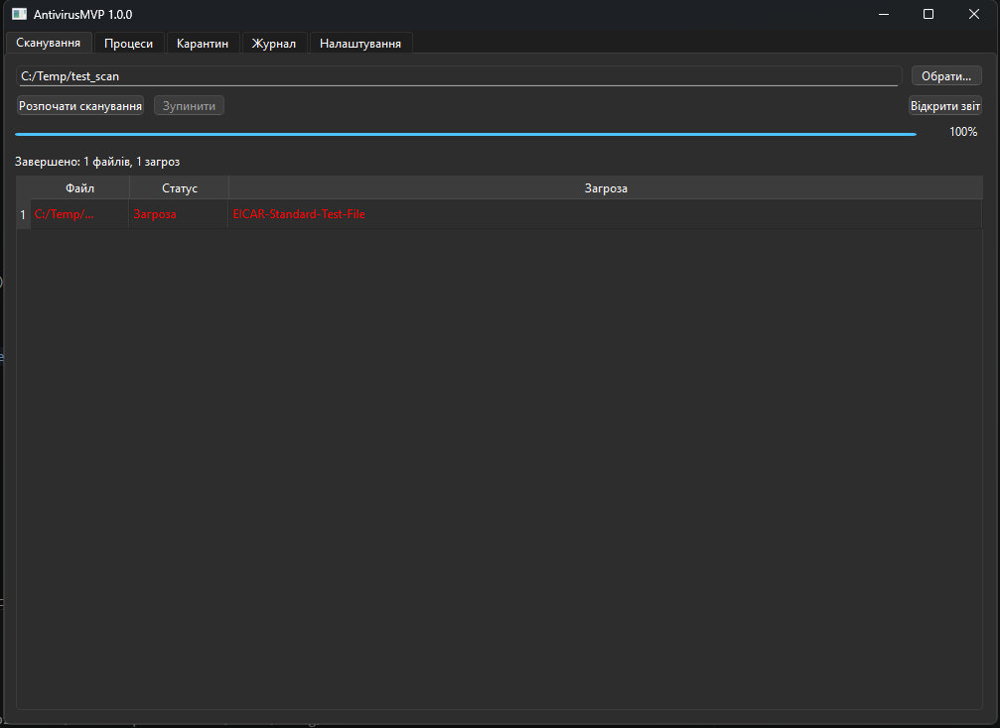 AntivirusMVP 1.0.0
Сканування Процеси Карантин Журнал Налаштування
C:/Temp/test_scan Обрати...
Розпочати сканування Зупинити Відкрити звіт
100%
Завершено: 1 файлів, 1 загроз
Файл Статус Загроза
1 C:/Temp/... Загроза EICAR-Standard-Test-File